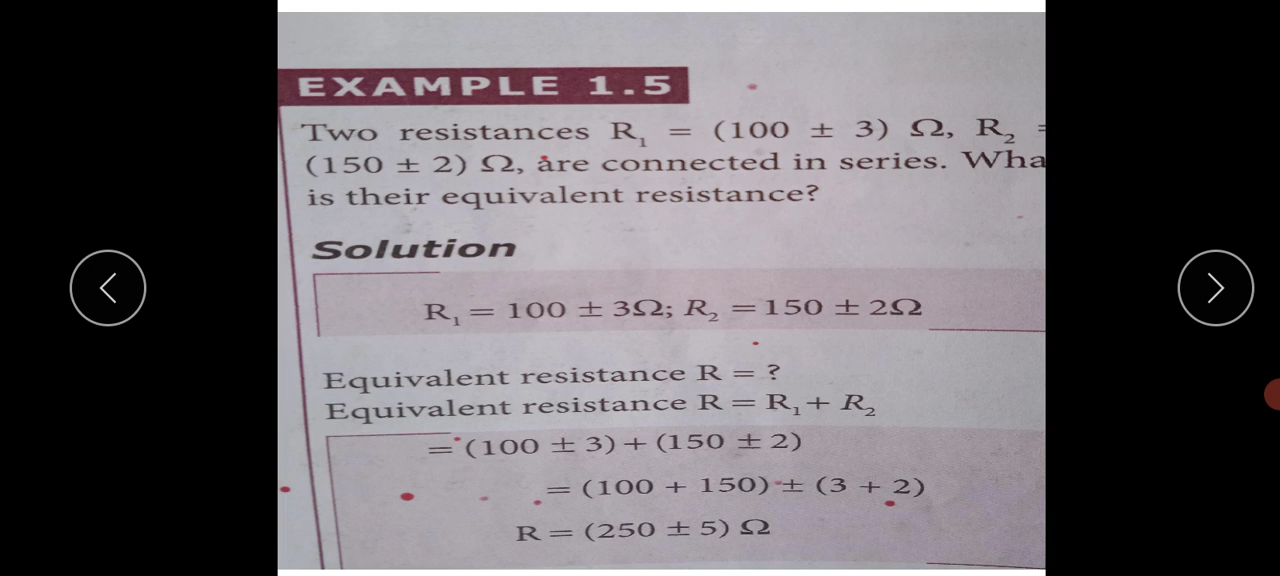 EXAMPLE 1.5
Two resistances R₁ = (100 ± 3) Ω, R₂ =
(150 ± 2) Ω, are connected in series. Wha
is their equivalent resistance?
Solution
R₁ = 100 ± 3Ω; R₂ = 150 ± 2Ω
Equivalent resistance R = ?
Equivalent resistance R = R₁ + R₂
= (100 ± 3) + (150 ± 2)
= (100 + 150) ± (3 + 2)
R = (250 ± 5) Ω